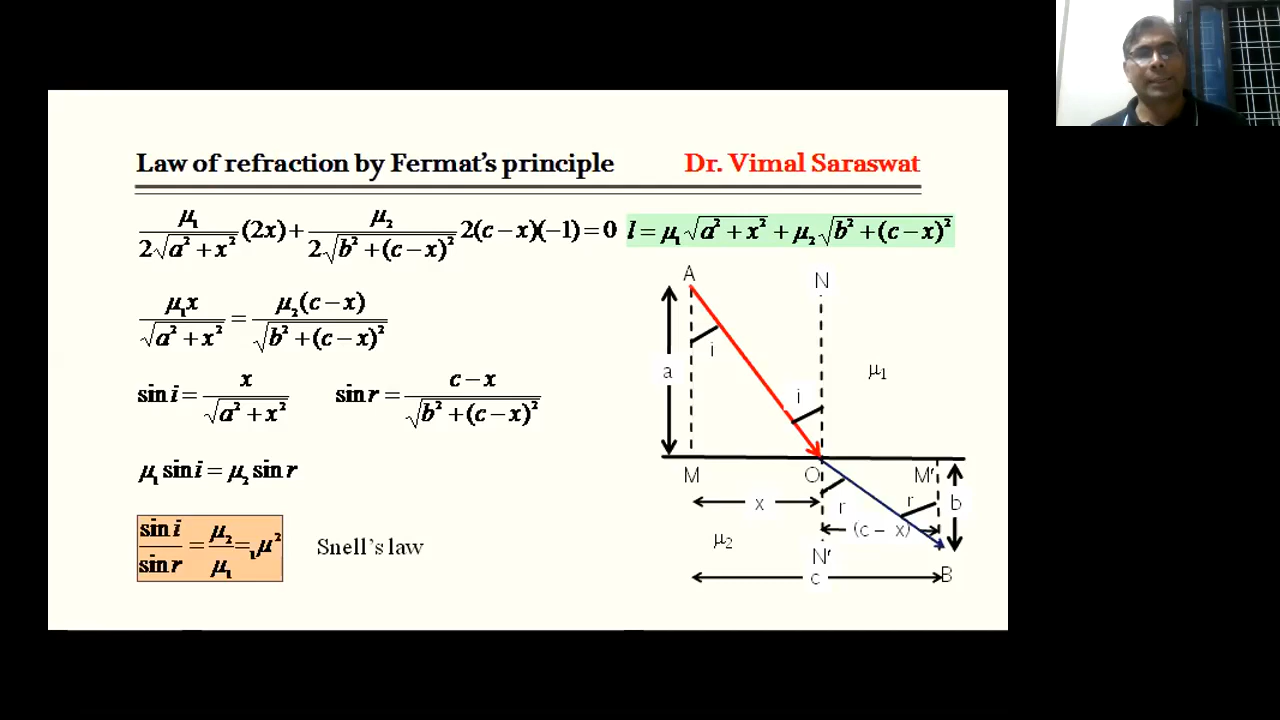 Law of refraction by Fermat's principle
Dr. Vimal Saraswat
μ₁/(2√(a² + x²)) (2x) + μ₂/(2√(b² + (c − x)²)) 2(c − x)(−1) = 0
l = μ₁√(a² + x²) + μ₂√(b² + (c − x)²)
μ₁x/√(a² + x²) = μ₂(c − x)/√(b² + (c − x)²)
sin i = x/√(a² + x²)
sin r = (c − x)/√(b² + (c − x)²)
μ₁ sin i = μ₂ sin r
sin i/sin r = μ₂/μ₁ = ₁μ²
Snell's law
A
N
i
a
μ₁
i
M
O
M′
x
r
r
b
(c − x)
μ₂
N′
c
B